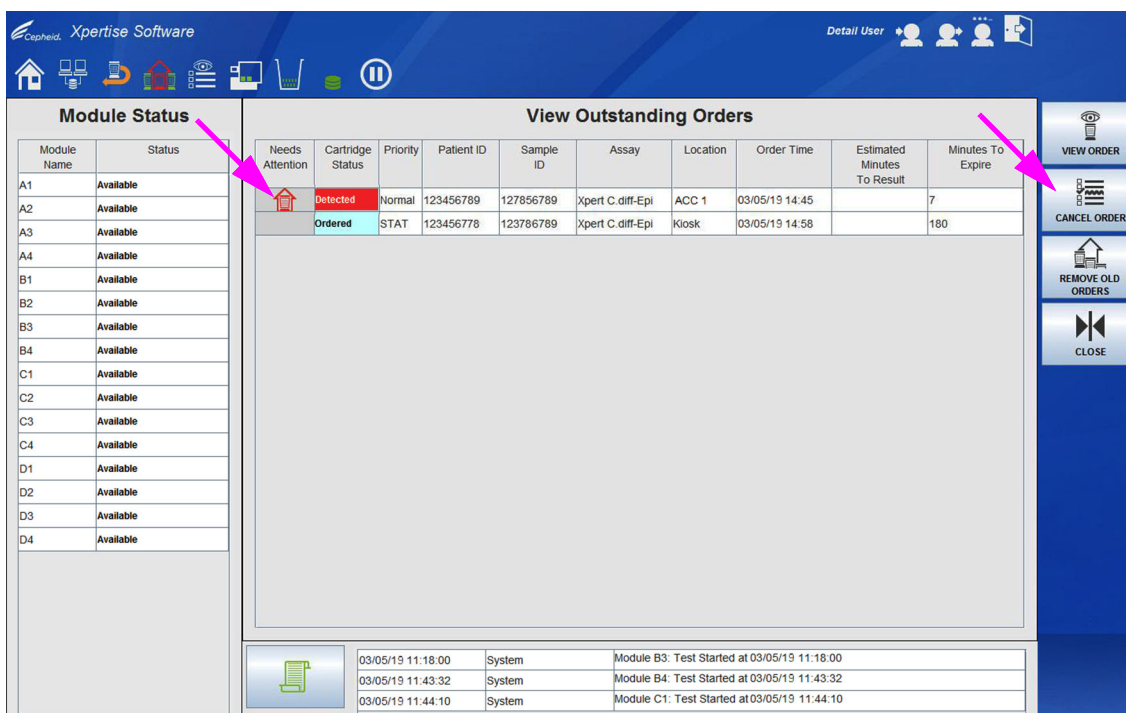 Cepheid. Xpertise Software
Detail User
Module Status
Module Name Status
A1 Available
A2 Available
A3 Available
A4 Available
B1 Available
B2 Available
B3 Available
B4 Available
C1 Available
C2 Available
C3 Available
C4 Available
D1 Available
D2 Available
D3 Available
D4 Available
View Outstanding Orders
Needs Attention Cartridge Status Priority Patient ID Sample ID Assay Location Order Time Estimated Minutes To Result Minutes To Expire
Detected Normal 123456789 127856789 Xpert C.diff-Epi ACC 1 03/05/19 14:45 7
Ordered STAT 123456778 123786789 Xpert C.diff-Epi Kiosk 03/05/19 14:58 180
03/05/19 11:18:00 System Module B3: Test Started at 03/05/19 11:18:00
03/05/19 11:43:32 System Module B4: Test Started at 03/05/19 11:43:32
03/05/19 11:44:10 System Module C1: Test Started at 03/05/19 11:44:10
VIEW ORDER
CANCEL ORDER
REMOVE OLD
ORDERS
CLOSE